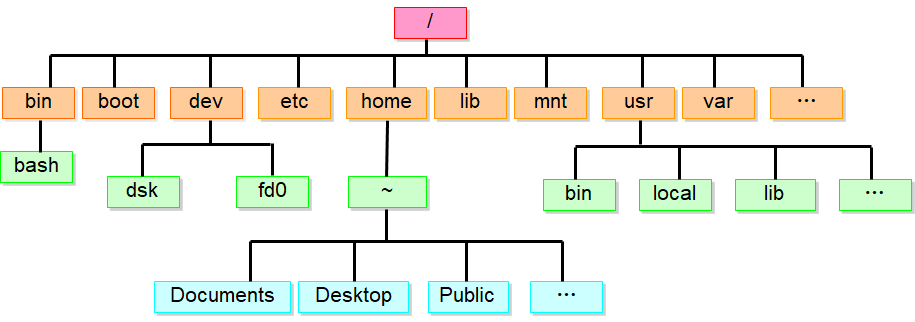 /
bin boot dev etc home lib mnt usr var ...
bash
dsk fd0 ~ bin local lib ...
Documents Desktop Public ...